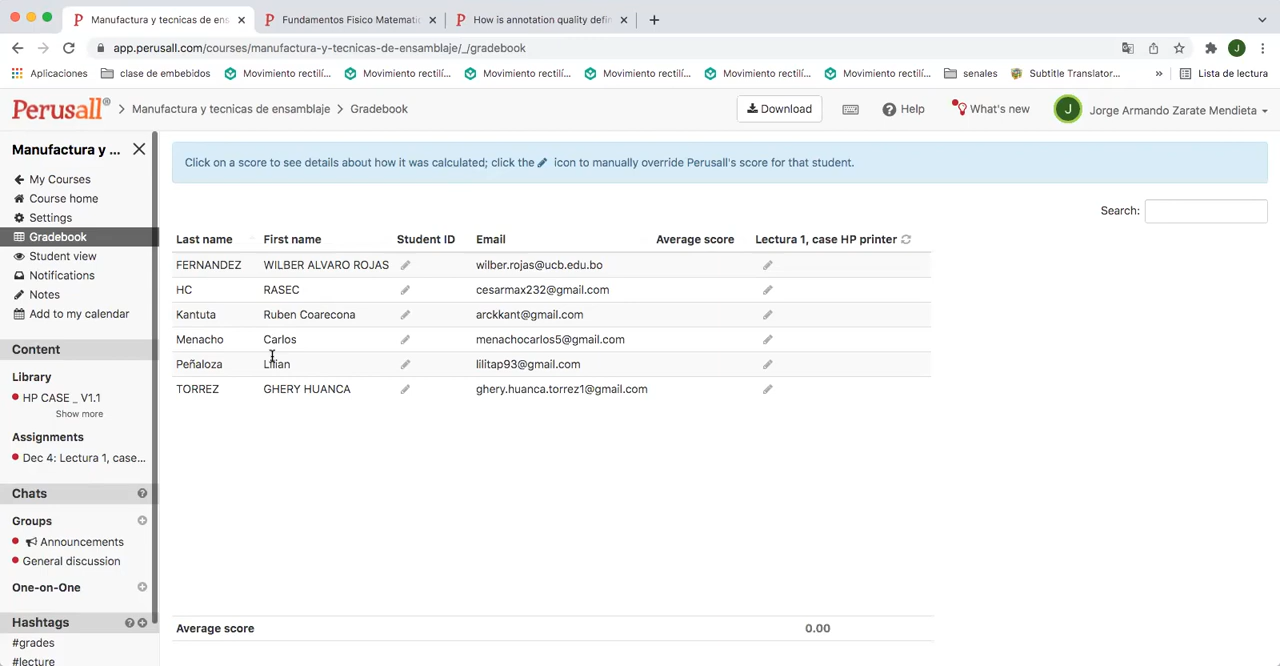 Manufactura y tecnicas de ens
Fundamentos Fisico Matematic
How is annotation quality defin
app.perusall.com/courses/manufactura-y-tecnicas-de-ensamblaje/_/gradebook
J
Aplicaciones
clase de embebidos
Movimiento rectilí...
Movimiento rectilí...
Movimiento rectilí...
Movimiento rectilí...
Movimiento rectilí...
Movimiento rectilí...
senales
Subtitle Translator...
»
Lista de lectura
Perusall®
Manufactura y tecnicas de ensamblaje
Gradebook
Download
Help
What's new
J
Jorge Armando Zarate Mendieta
Manufactura y ...
My Courses
Course home
Settings
Gradebook
Student view
Notifications
Notes
Add to my calendar
Content
Library
HP CASE _ V1.1
Show more
Assignments
Dec 4: Lectura 1, case...
Chats
Groups
Announcements
General discussion
One-on-One
Hashtags
#grades
#lecture
Click on a score to see details about how it was calculated; click the icon to manually override Perusall's score for that student.
Search:
Last name First name Student ID Email Average score Lectura 1, case HP printer
FERNANDEZ WILBER ALVARO ROJAS wilber.rojas@ucb.edu.bo
HC RASEC cesarmax232@gmail.com
Kantuta Ruben Coarecona arckkant@gmail.com
Menacho Carlos menachocarlos5@gmail.com
Peñaloza Lilian lilitap93@gmail.com
TORREZ GHERY HUANCA ghery.huanca.torrez1@gmail.com
Average score 0.00